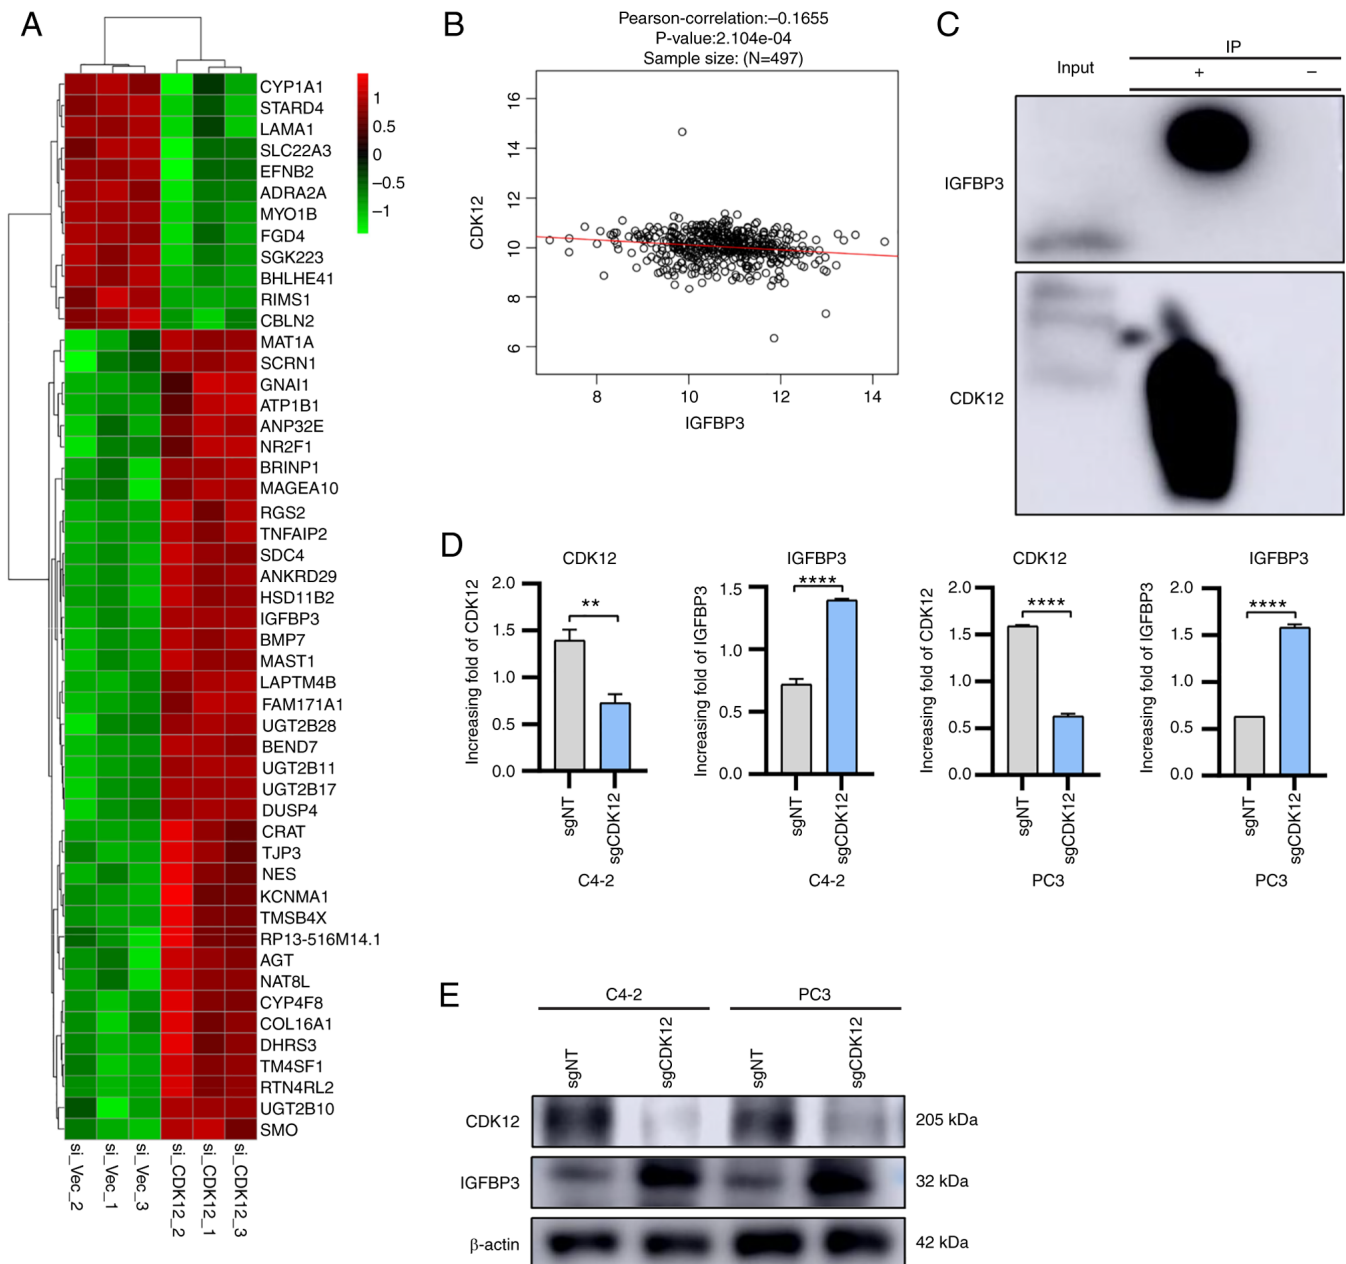 A
CYP1A1
STARD4
LAMA1
SLC22A3
EFNB2
ADRA2A
MYO1B
FGD4
SGK223
BHLHE41
RIMS1
CBLN2
MAT1A
SCRN1
GNAI1
ATP1B1
ANP32E
NR2F1
BRINP1
MAGEA10
RGS2
TNFAIP2
SDC4
ANKRD29
HSD11B2
IGFBP3
BMP7
MAST1
LAPTM4B
FAM171A1
UGT2B28
BEND7
UGT2B11
UGT2B17
DUSP4
CRAT
TJP3
NES
KCNMA1
TMSB4X
RP13-516M14.1
AGT
NAT8L
CYP4F8
COL16A1
DHRS3
TM4SF1
RTN4RL2
UGT2B10
SMO
1
0.5
0
–0.5
–1
si_Vec_2
si_Vec_1
si_Vec_3
si_CDK12_2
si_CDK12_1
si_CDK12_3
B
Pearson-correlation:–0.1655
P-value:2.104e-04
Sample size: (N=497)
CDK12
16
14
12
10
8
6
8 10 12 14
IGFBP3
C
IP
Input + –
IGFBP3
CDK12
D
CDK12
Increasing fold of CDK12
2.0
1.5
1.0
0.5
0.0
**
sgNT
sgCDK12
C4-2
IGFBP3
Increasing fold of IGFBP3
1.5
1.0
0.5
0.0
****
sgNT
sgCDK12
C4-2
CDK12
Increasing fold of CDK12
2.0
1.5
1.0
0.5
0.0
****
sgNT
sgCDK12
PC3
IGFBP3
Increasing fold of IGFBP3
2.0
1.5
1.0
0.5
0.0
****
sgNT
sgCDK12
PC3
E
C4-2 PC3
sgNT
sgCDK12
sgNT
sgCDK12
CDK12 205 kDa
IGFBP3 32 kDa
β-actin 42 kDa